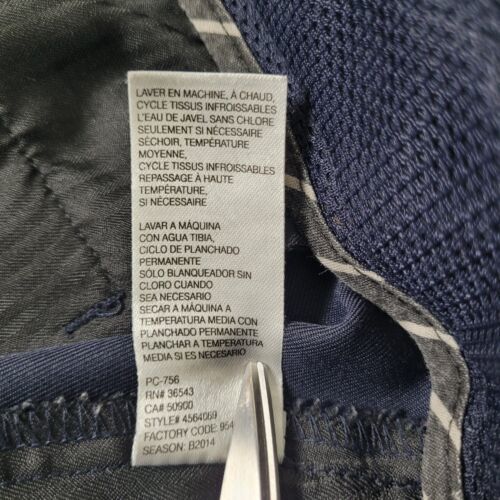 LAVER EN MACHINE, À CHAUD,
CYCLE TISSUS INFROISSABLES
L'EAU DE JAVEL SANS CHLORE
SEULEMENT SI NÉCESSAIRE
SÉCHOIR, TEMPÉRATURE
MOYENNE,
CYCLE TISSUS INFROISSABLES
REPASSAGE À HAUTE
TEMPÉRATURE,
SI NÉCESSAIRE
LAVAR A MÁQUINA
CON AGUA TIBIA,
CICLO DE PLANCHADO
PERMANENTE
SÓLO BLANQUEADOR SIN
CLORO CUANDO
SEA NECESARIO
SECAR A MÁQUINA A
TEMPERATURA MEDIA CON
PLANCHADO PERMANENTE
PLANCHAR A TEMPERATURA
MEDIA SI ES NECESARIO
PC-756
RN# 36543
CA# 50900
STYLE# 4564069
FACTORY CODE: 954
SEASON: B2014